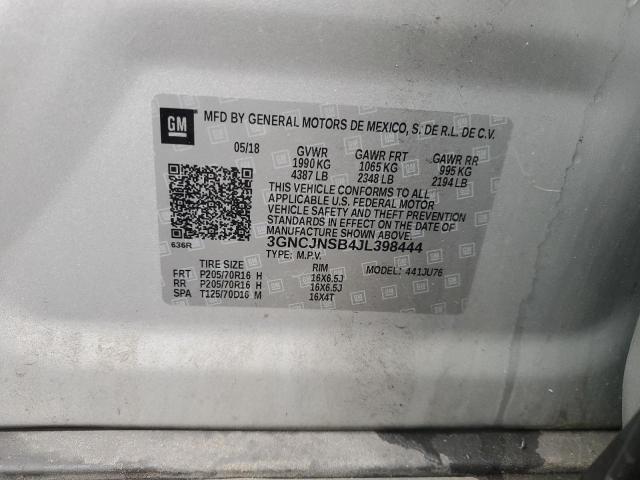 GM MFD BY GENERAL MOTORS DE MEXICO, S. DE R.L. DE C.V.
05/18 GVWR GAWR FRT GAWR RR
1990 KG 1065 KG 995 KG
4387 LB 2348 LB 2194 LB
THIS VEHICLE CONFORMS TO ALL
APPLICABLE U.S. FEDERAL MOTOR
VEHICLE SAFETY AND THEFT
PREVENTION STANDARDS IN EFFECT
ON THE DATE OF
MANUFACTURE SHOWN ABOVE.
636R 3GNCJNSB4JL398444
TYPE: M.P.V.
TIRE SIZE RIM MODEL: 441JU76
FRT P205/70R16 H 16X6.5J
RR P205/70R16 H 16X6.5J
SPA T125/70D16 M 16X4T